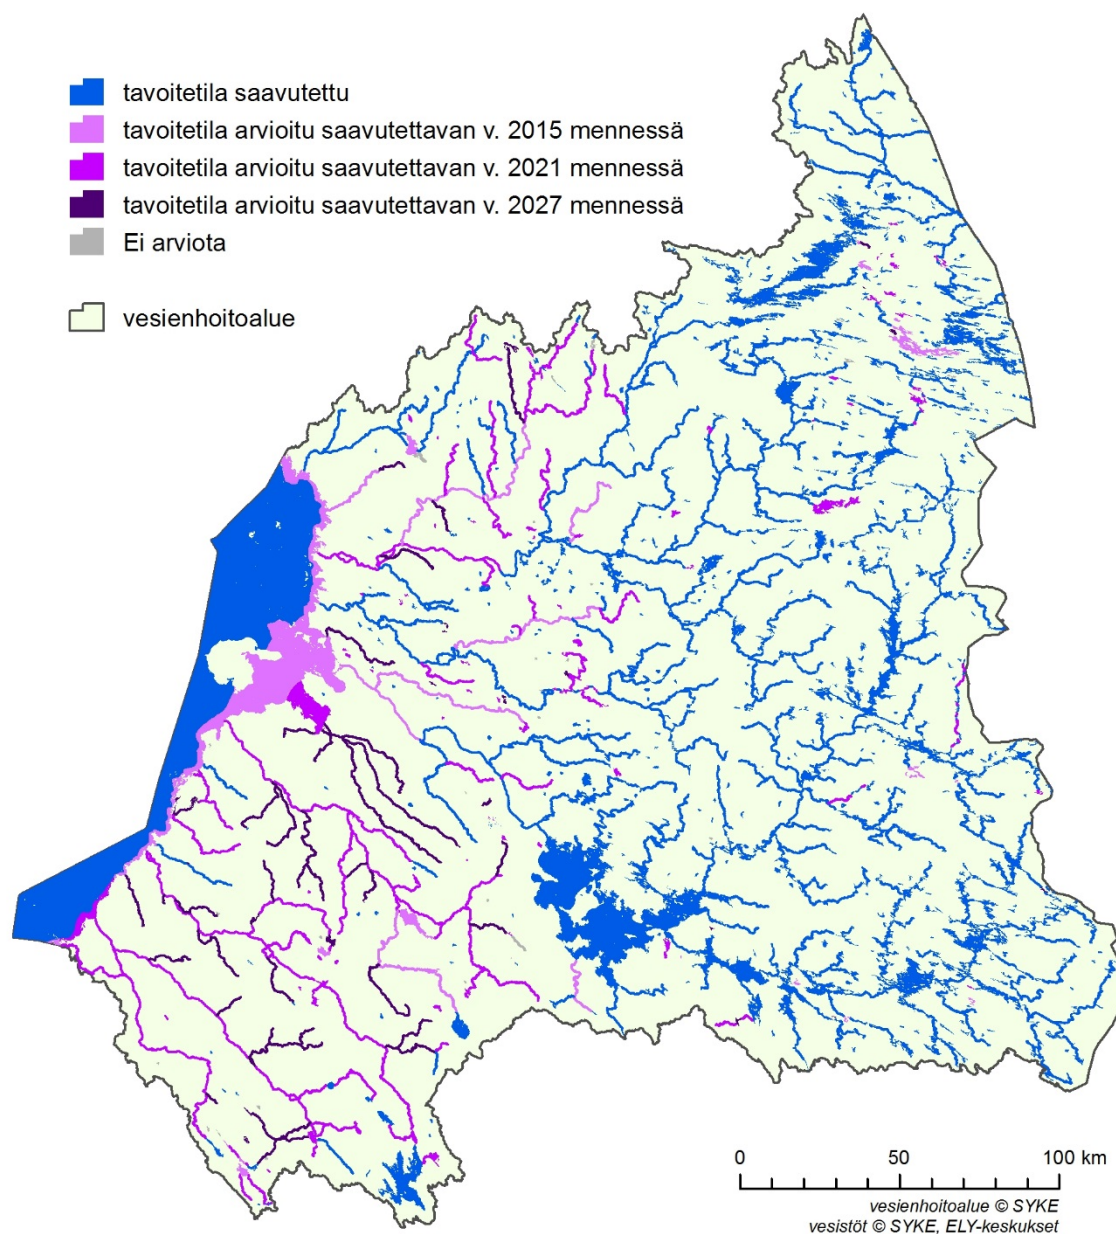 tavoitetila saavutettu
tavoitetila arvioitu saavutettavan v. 2015 mennessä
tavoitetila arvioitu saavutettavan v. 2021 mennessä
tavoitetila arvioitu saavutettavan v. 2027 mennessä
Ei arviota
vesienhoitoalue
0 50 100 km
vesienhoitoalue © SYKE
vesistöt © SYKE, ELY-keskukset